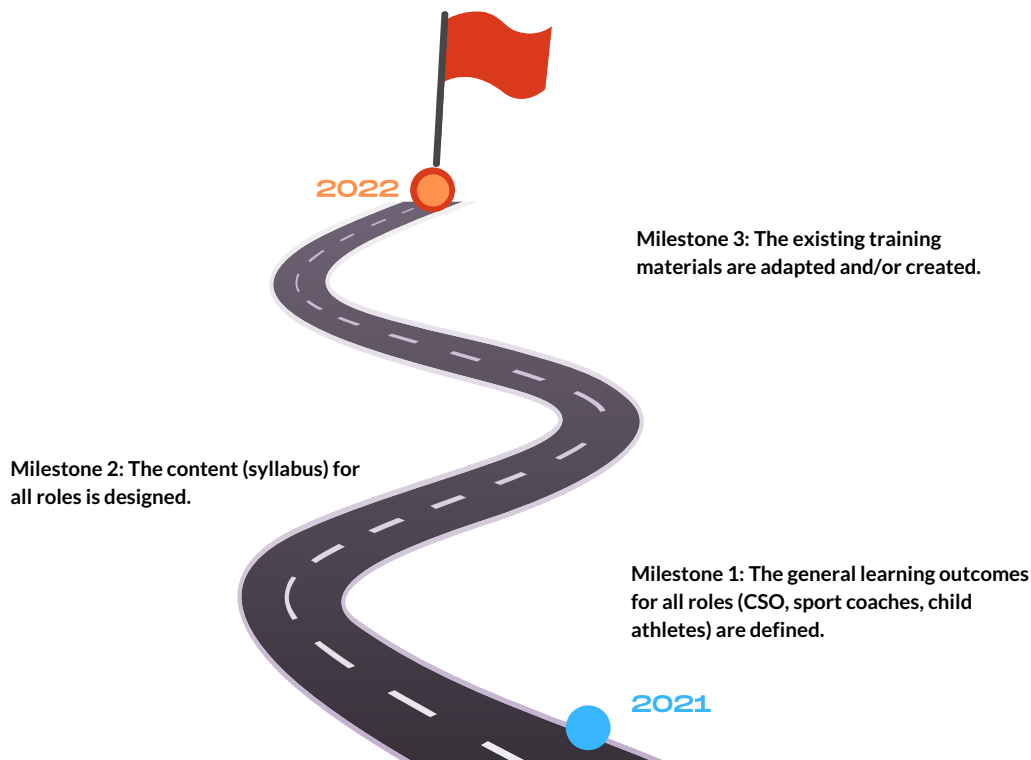 2022
Milestone 3: The existing training
materials are adapted and/or created.
Milestone 2: The content (syllabus) for
all roles is designed.
Milestone 1: The general learning outcomes
for all roles (CSO, sport coaches, child
athletes) are defined.
2021